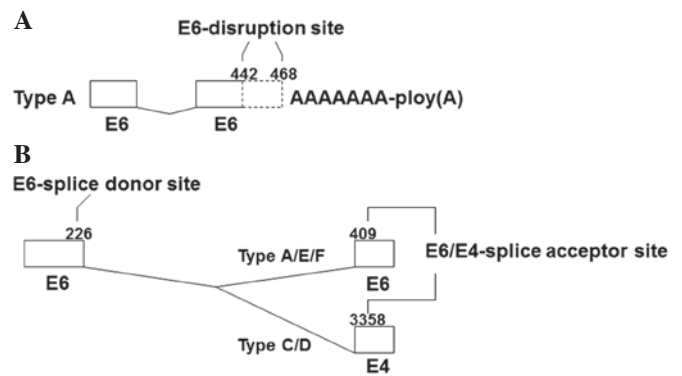 A
E6-disruption site
442 468
Type A
AAAAAAA-ploy(A)
E6 E6
B
E6-splice donor site
226
Type A/E/F
409
E6/E4-splice acceptor site
E6
E6
3358
Type C/D
E4